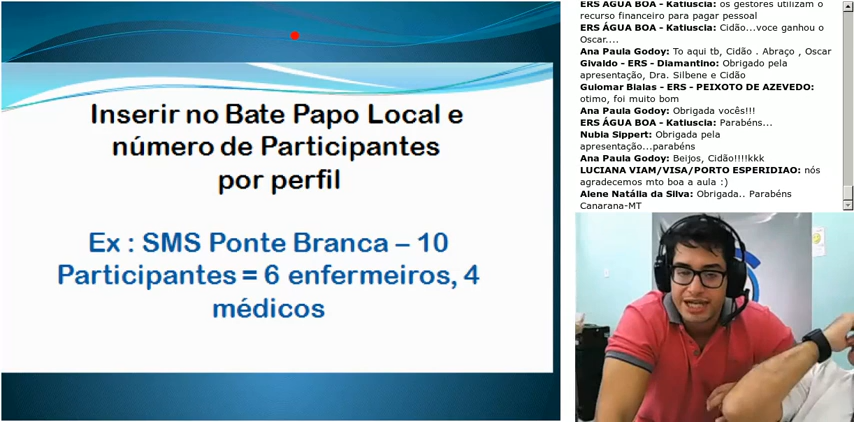 Inserir no Bate Papo Local e
número de Participantes
por perfil
Ex : SMS Ponte Branca – 10
Participantes = 6 enfermeiros, 4
médicos
ERS ÁGUA BOA - Katiuscia: os gestores utilizam o
recurso financeiro para pagar pessoal
ERS ÁGUA BOA - Katiuscia: Cidão...voce ganhou o
Oscar....
Ana Paula Godoy: To aqui tb, Cidão . Abraço , Oscar
Givaldo - ERS - Diamantino: Obrigado pela
apresentação, Dra. Silbene e Cidão
Guiomar Bialas - ERS - PEIXOTO DE AZEVEDO:
otimo, foi muito bom
Ana Paula Godoy: Obrigada vocês!!!
ERS ÁGUA BOA - Katiuscia: Parabéns...
Nubia Sippert: Obrigada pela
apresentação...parabéns
Ana Paula Godoy: Beijos, Cidão!!!!kkk
LUCIANA VIAM/VISA/PORTO ESPERIDIAO: nós
agradecemos mto boa a aula :)
Alene Natália da Silva: Obrigada.. Parabéns
Canarana-MT